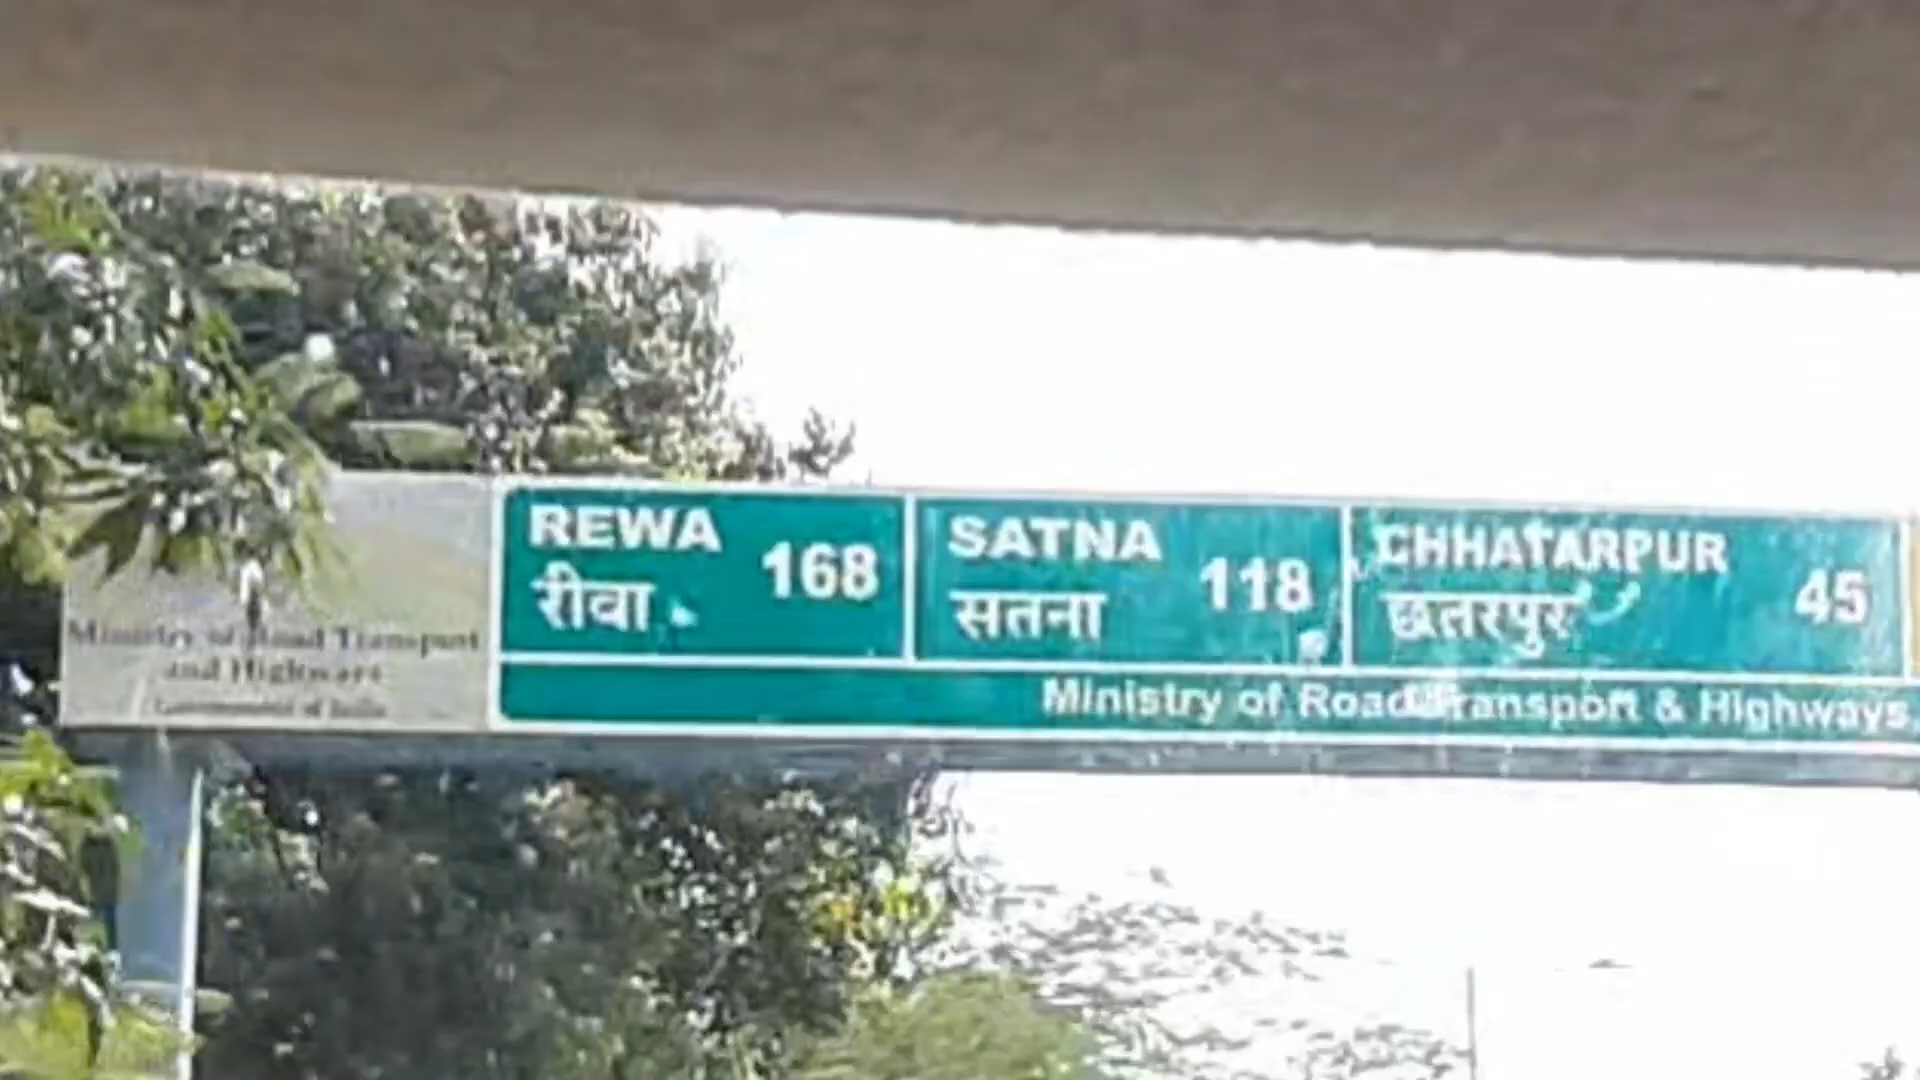 Ministry of Road Transport
and Highways
Government of India
REWA
रीवा
168
SATNA
सतना
118
CHHATARPUR
छतरपुर
45
Ministry of Road Transport & Highways,